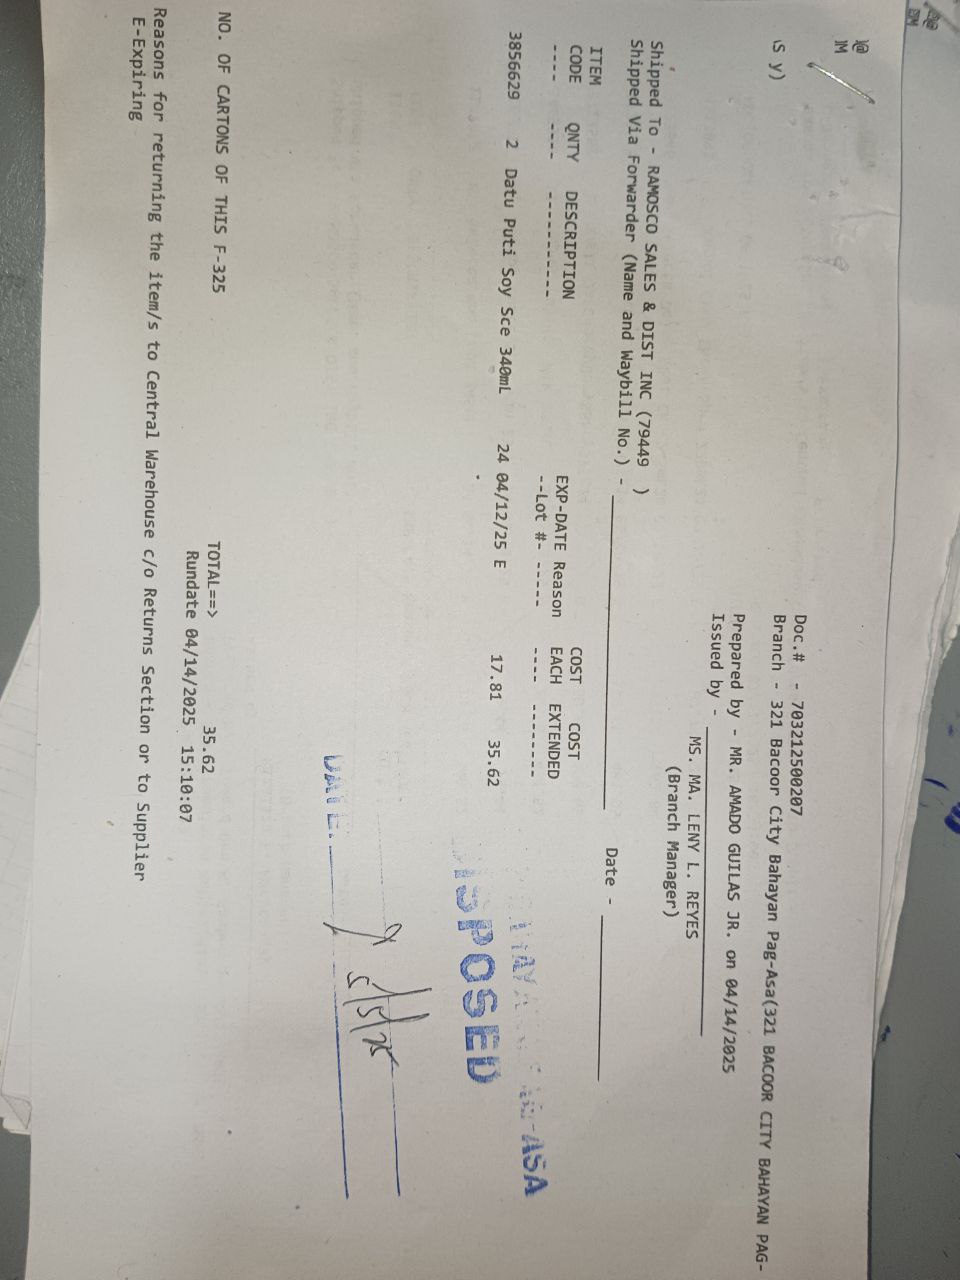 Doc.# - 703212500207
Branch - 321 Bacoor City Bahayan Pag-Asa(321 BACOOR CITY BAHAYAN PAG-
Prepared by - MR. AMADO GUILAS JR. on 04/14/2025
Issued by -
MS. MA. LENY L. REYES
(Branch Manager)
Shipped To - RAMOSCO SALES & DIST INC (79449 )
Shipped Via Forwarder (Name and Waybill No.) - Date -
ITEM COST COST
CODE QNTY DESCRIPTION EXP-DATE Reason EACH EXTENDED
---- ---- ----------- --Lot #- ----- ---- --------
3856629 2 Datu Puti Soy Sce 340mL 24 04/12/25 E 17.81 35.62
-ASA
DISPOSED
DATE:
5/5/25
NO. OF CARTONS OF THIS F-325 TOTAL==> 35.62
Rundate 04/14/2025 15:10:07
Reasons for returning the item/s to Central Warehouse c/o Returns Section or to Supplier
E-Expiring